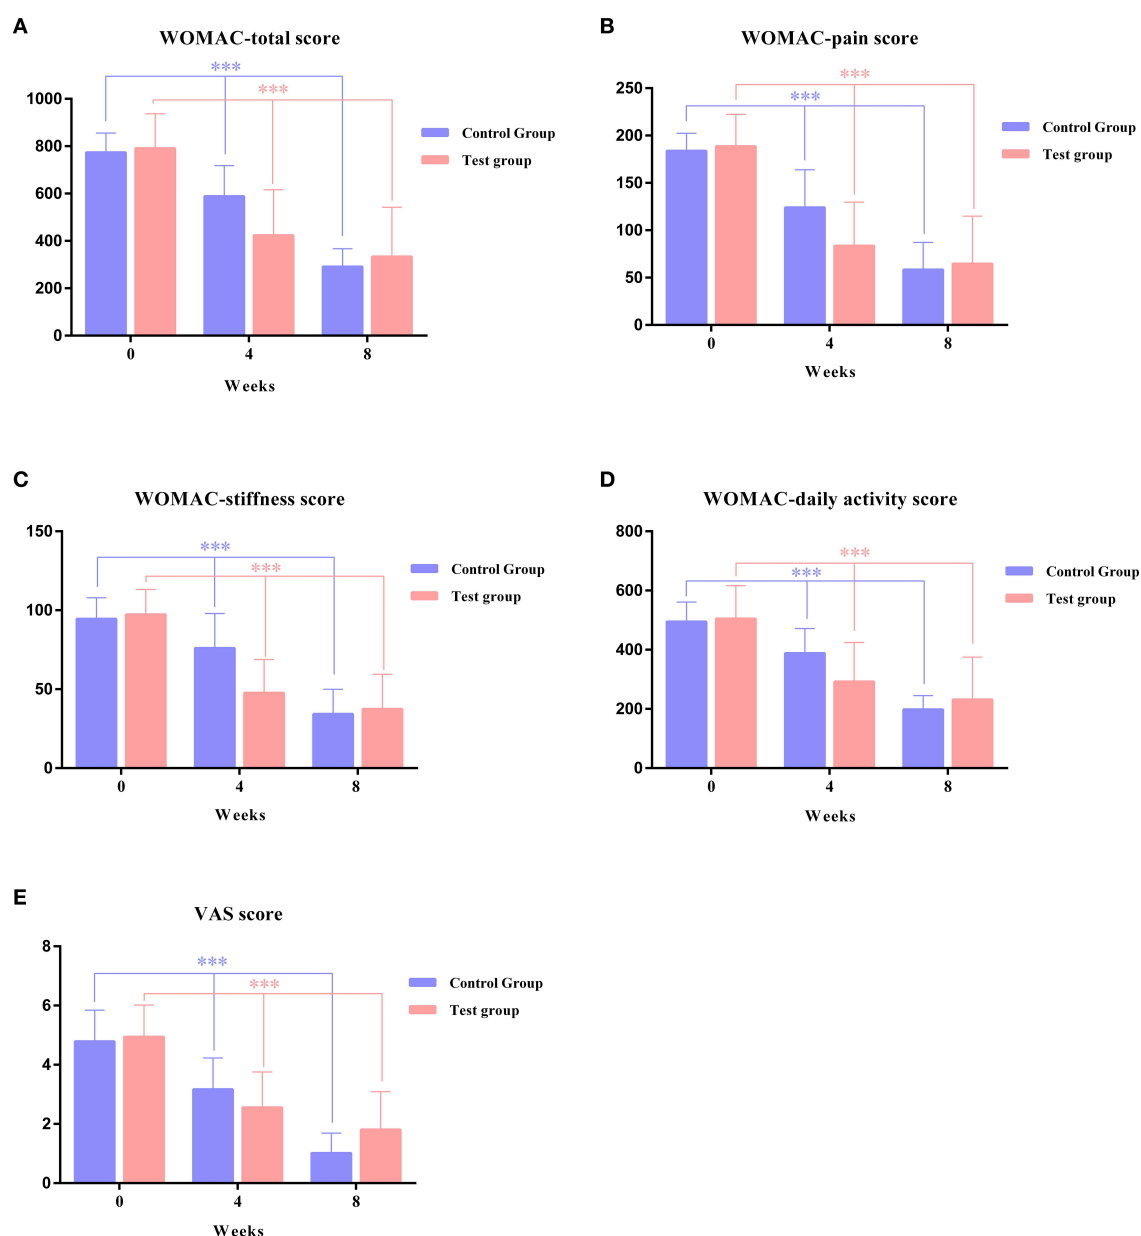 A
WOMAC-total score
***
***
1000
800
600
400
200
0
0 4 8
Weeks
Control Group
Test group
B
WOMAC-pain score
***
***
250
200
150
100
50
0
0 4 8
Weeks
Control Group
Test group
C
WOMAC-stiffness score
***
***
150
100
50
0
0 4 8
Weeks
Control Group
Test group
D
WOMAC-daily activity score
***
***
800
600
400
200
0
0 4 8
Weeks
Control Group
Test group
E
VAS score
***
***
8
6
4
2
0
0 4 8
Weeks
Control Group
Test group